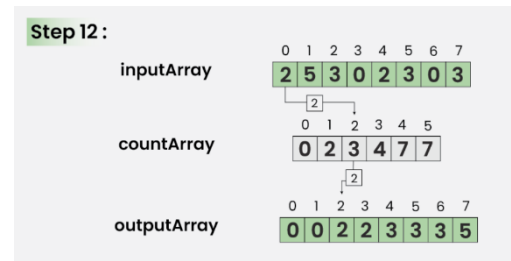 Step 12 :
0 1 2 3 4 5 6 7
inputArray 2 5 3 0 2 3 0 3
2
0 1 2 3 4 5
countArray 0 2 3 4 7 7
2
0 1 2 3 4 5 6 7
outputArray 0 0 2 2 3 3 3 5